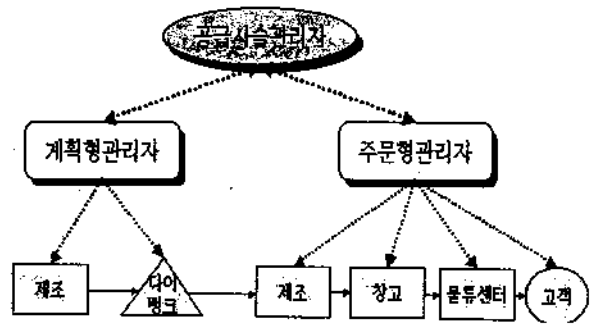 공급사슬관리자
계획형관리자
주문형관리자
제조
다이
뱅크
제조
창고
물류센터
고객